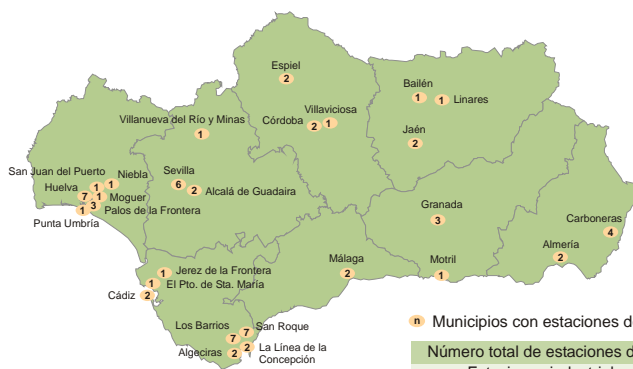 Espiel
2
Bailén
1
1
Linares
Villaviciosa
Villanueva del Río y Minas
Córdoba
2
1
1
Jaén
2
San Juan del Puerto
Niebla
Sevilla
6
2
Alcalá de Guadaira
Huelva
1
1
7
1
Moguer
3
Palos de la Frontera
1
Punta Umbría
Granada
3
Carboneras
4
Almería
2
Málaga
2
Motril
1
1
Jerez de la Frontera
1
El Pto. de Sta. María
Cádiz
2
Los Barrios
7
7
San Roque
Algeciras
2
2
La Línea de la
Concepción
n Municipios con estaciones d
Número total de estaciones d